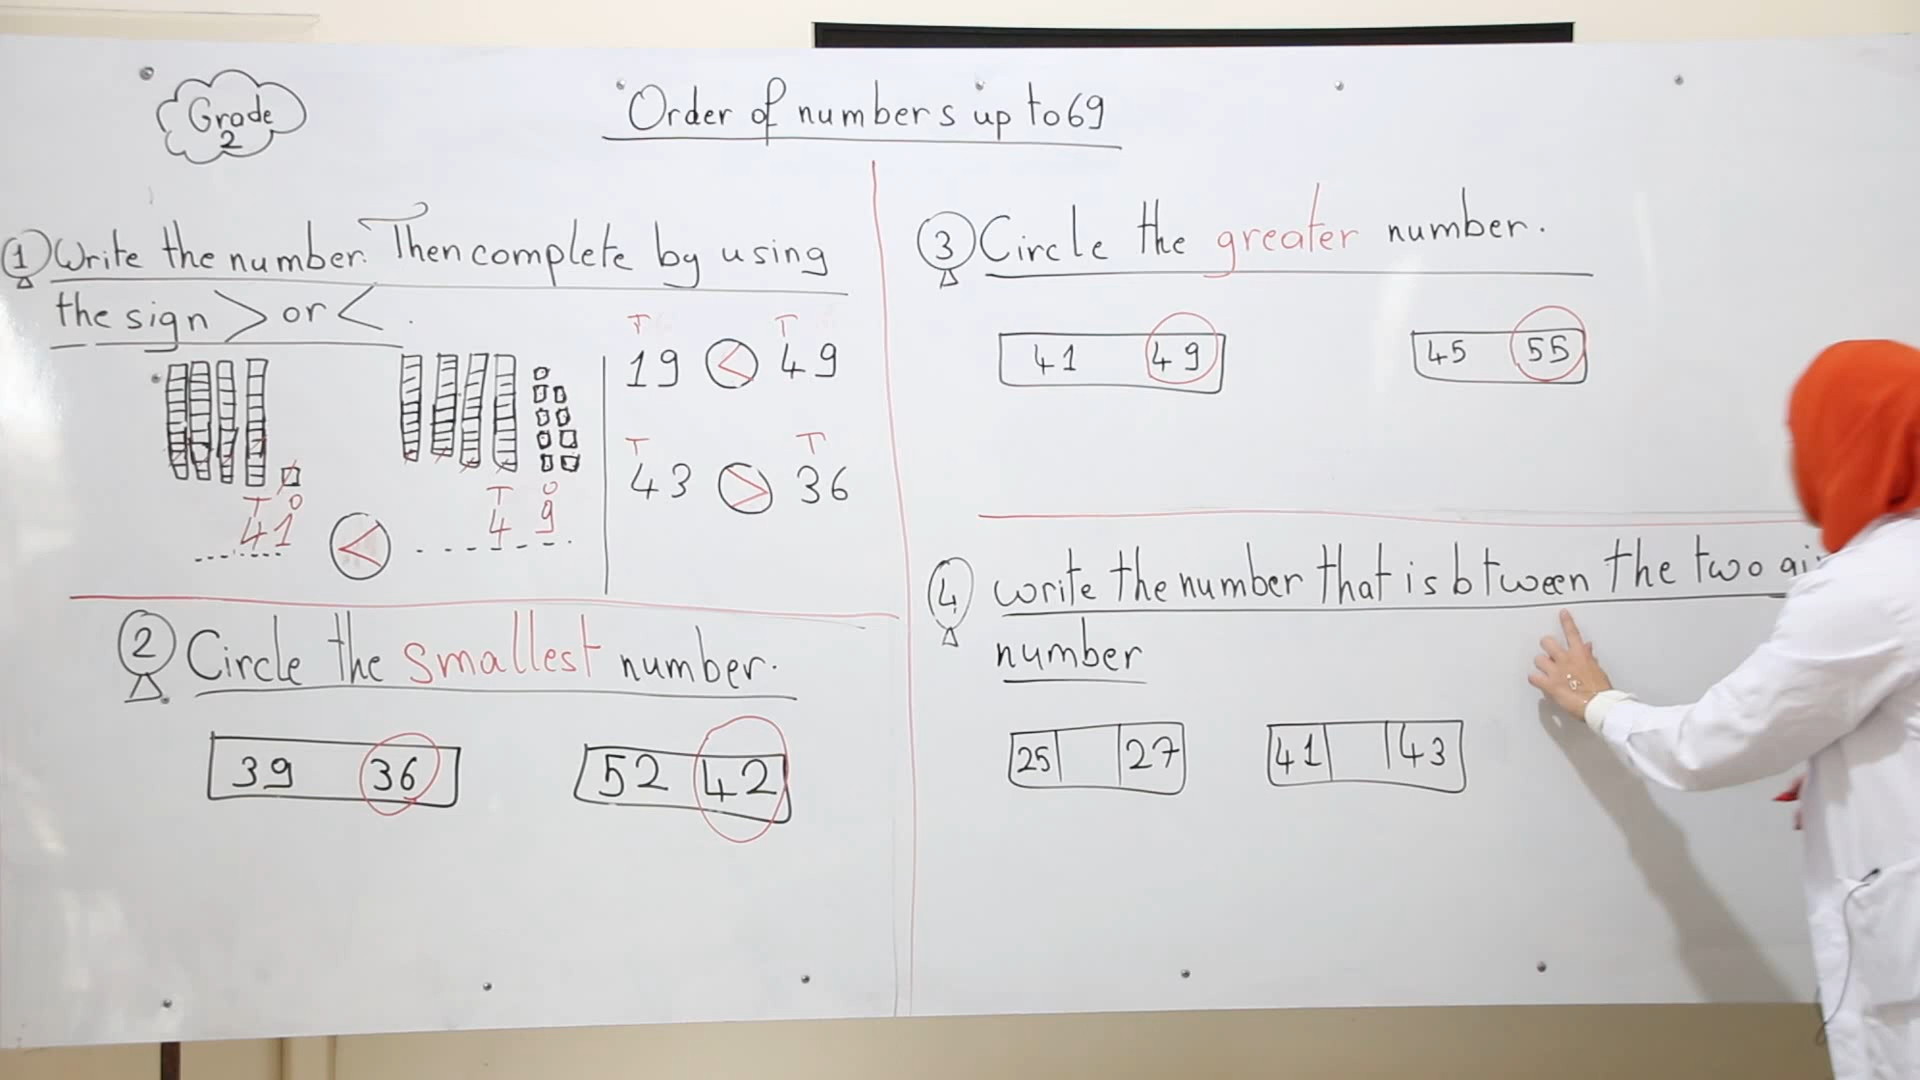 Grade
2
Order of numbers up to 69
1 Write the number. Then complete by using
the sign > or < .
T O
41 < 49
T O
T T
19 < 49
T T
43 > 36
2 Circle the smallest number.
39 36
52 42
3 Circle the greater number.
41 49
45 55
4 write the number that is btween the two
number
25 27
41 43